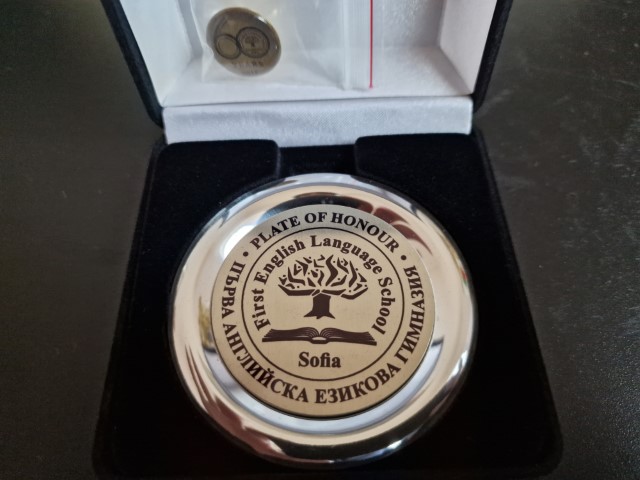 PLATE OF HONOUR
ПЪРВА АНГЛИЙСКА ЕЗИКОВА ГИМНАЗИЯ
First English Language School
Sofia